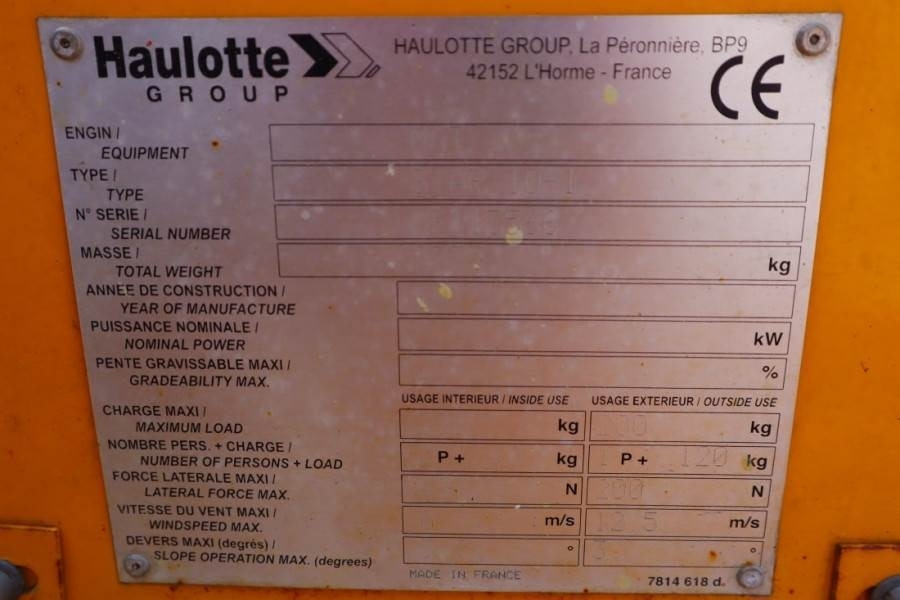 Haulotte
GROUP
HAULOTTE GROUP, La Péronnière, BP9
42152 L'Horme - France
CE
ENGIN /
EQUIPMENT
TYPE /
TYPE
N° SERIE /
SERIAL NUMBER
MASSE /
TOTAL WEIGHT kg
ANNEE DE CONSTRUCTION /
YEAR OF MANUFACTURE
PUISSANCE NOMINALE /
NOMINAL POWER kW
PENTE GRAVISSABLE MAXI /
GRADEABILITY MAX. %
USAGE INTERIEUR / INSIDE USE USAGE EXTERIEUR / OUTSIDE USE
CHARGE MAXI /
MAXIMUM LOAD kg kg
NOMBRE PERS. + CHARGE /
NUMBER OF PERSONS + LOAD P + kg P + 120 kg
FORCE LATERALE MAXI /
LATERAL FORCE MAX. N 200 N
VITESSE DU VENT MAXI /
WINDSPEED MAX. m/s 12 5 m/s
DEVERS MAXI (degrés) /
SLOPE OPERATION MAX. (degrees) ° °
MADE IN FRANCE
7814 618 d